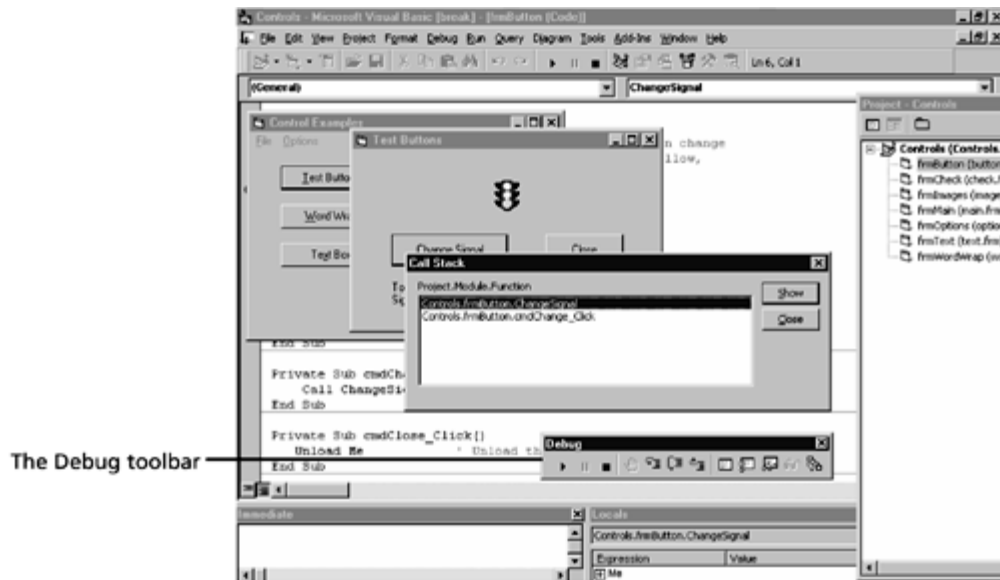 Controls - Microsoft Visual Basic [break] - [frmButton (Code)]
File Edit View Project Format Debug Run Query Diagram Tools Add-Ins Window Help
Ln 6, Col 1
(General)
ChangeSignal
Project - Controls
Controls (Controls.
frmButton (button
frmCheck (check.f
frmImages (image
frmMain (main.frm
frmOptions (optio
frmText (text.frm
frmWordWrap (w
Control Examples
File Options
Test Butto
Word Wr
Text Box
Test Buttons
Change Signal
Close
To
Sig
n change
llow,
Call Stack
Project.Module.Function
Controls.frmButton.ChangeSignal
Controls.frmButton.cmdChange_Click
Show
Close
End Sub
Private Sub cmdCh
Call ChangeSi
End Sub
Private Sub cmdClose_Click()
Unload Me ' Unload th
End Sub
Debug
The Debug toolbar
Immediate
Locals
Controls.frmButton.ChangeSignal
Expression Value
Me